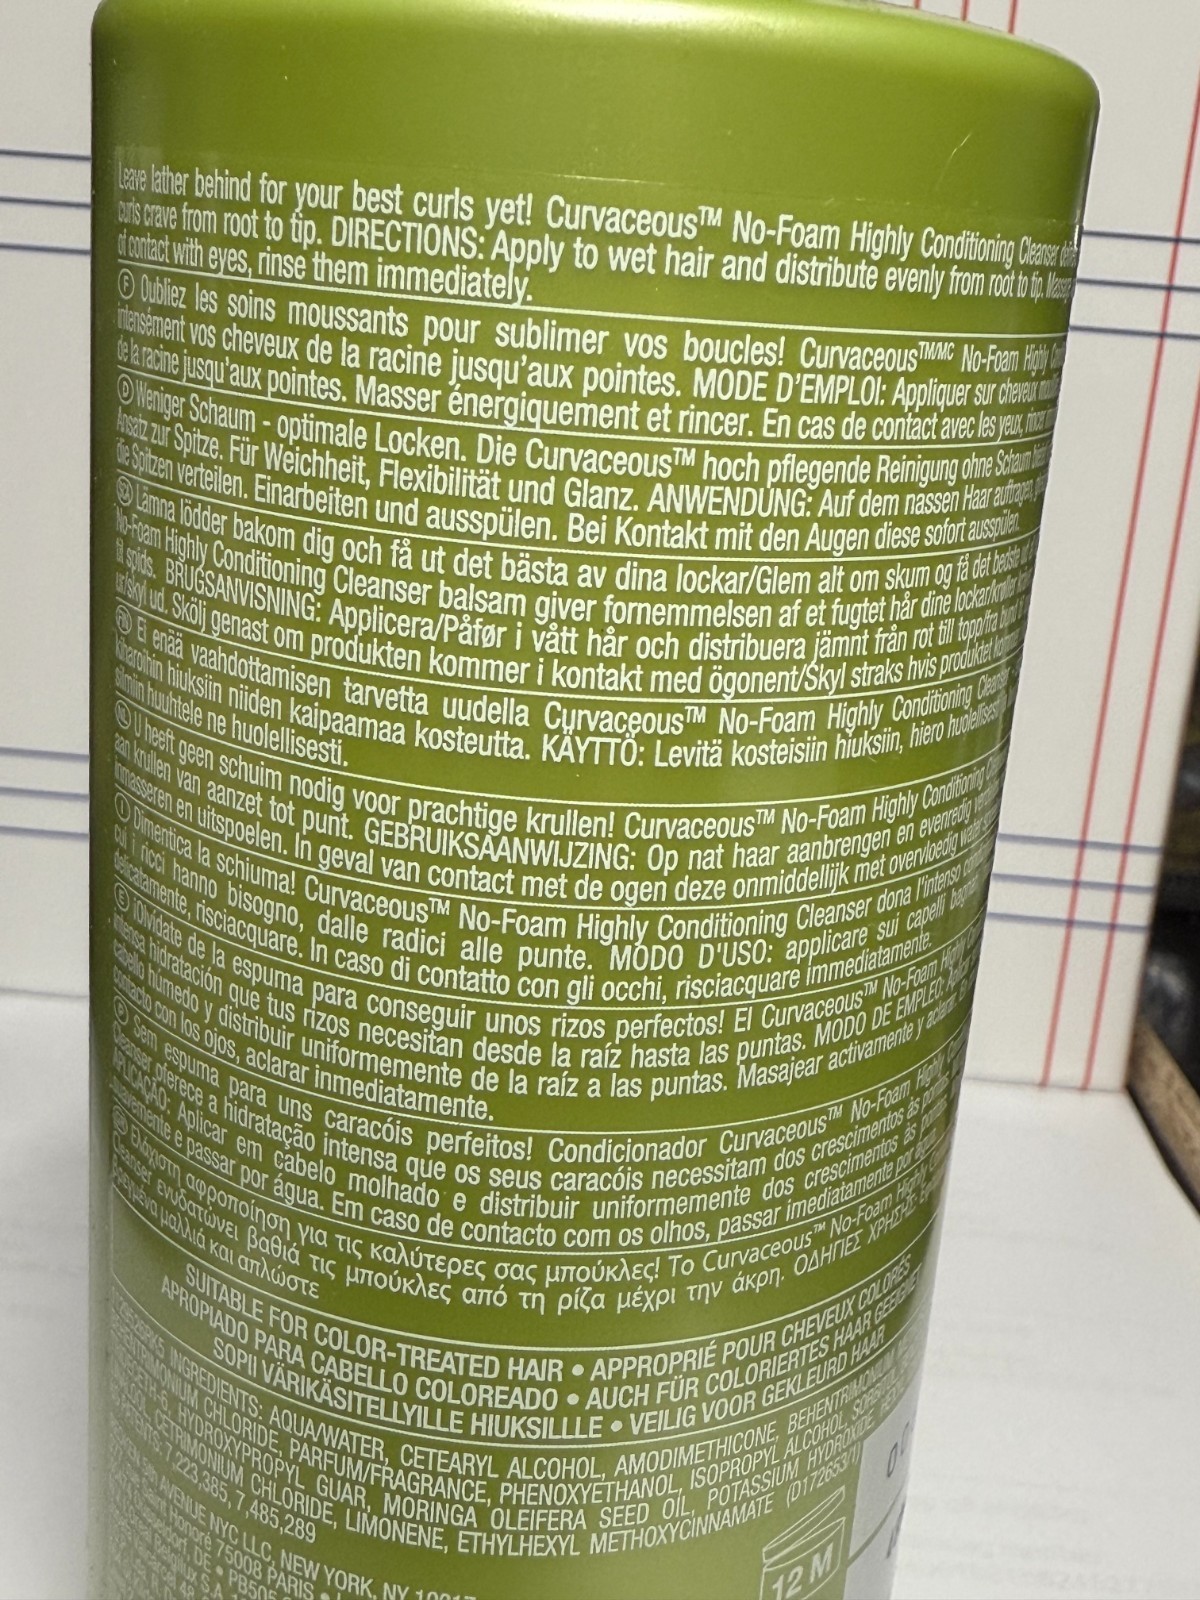 Leave lather behind for your best curls yet! Curvaceous™ No-Foam Highly Conditioning Cleanser
curls crave from root to tip. DIRECTIONS: Apply to wet hair and distribute evenly from root to tip. Massage
of contact with eyes, rinse them immediately.
Ⓕ Oubliez les soins moussants pour sublimer vos boucles! Curvaceous™/MC No-Foam Highly
intensément vos cheveux de la racine jusqu'aux pointes. MODE D'EMPLOI: Appliquer sur cheveux
de la racine jusqu'aux pointes. Masser énergiquement et rincer. En cas de contact avec les yeux, rincer
Ⓓ Weniger Schaum - optimale Locken. Die Curvaceous™ hoch pflegende Reinigung ohne Schaum
Ansatz zur Spitze. Für Weichheit, Flexibilität und Glanz. ANWENDUNG: Auf dem nassen Haar auftragen,
die Spitzen verteilen. Einarbeiten und ausspülen. Bei Kontakt mit den Augen diese sofort ausspülen.
Lämna lödder bakom dig och få ut det bästa av dina lockar/Glem alt om skum og få det bedste
No-Foam Highly Conditioning Cleanser balsam giver fornemmelsen af et fugtet hår dine lockar/krøller
få spids. BRUGSANVISNING: Applicera/Påfør i vått hår och distribuera jämnt från rot till topp/fra
ur/skyl ud. Skölj genast om produkten kommer i kontakt med ögonent/Skyl straks hvis produktet
FIN Ei enää vaahdottamisen tarvetta uudella Curvaceous™ No-Foam Highly Conditioning Cleanser
kiharoihin hiuksiin niiden kaipaamaa kosteutta. KÄYTTÖ: Levitä kosteisiin hiuksiin, hiero huolellisesti
silmiin huuhtele ne huolellisesti.
NL U heeft geen schuim nodig voor prachtige krullen! Curvaceous™ No-Foam Highly Conditioning
aan krullen van aanzet tot punt. GEBRUIKSAANWIJZING: Op nat haar aanbrengen en evenredig
Inmasseren en uitspoelen. In geval van contact met de ogen deze onmiddellijk met overvloedig water
Ⓘ Dimentica la schiuma! Curvaceous™ No-Foam Highly Conditioning Cleanser dona l'intenso
cui i ricci hanno bisogno, dalle radici alle punte. MODO D'USO: applicare sui capelli
delicatamente, risciacquare. In caso di contatto con gli occhi, risciacquare immediatamente.
Ⓔ ¡Olvídate de la espuma para conseguir unos rizos perfectos! El Curvaceous™ No-Foam Highly
intensa hidratación que tus rizos necesitan desde la raíz hasta las puntas. MODO DE EMPLEO:
cabello húmedo y distribuir uniformemente de la raíz a las puntas. Masajear activamente y aclarar.
contacto con los ojos, aclarar inmediatamente.
Ⓟ Sem espuma para uns caracóis perfeitos! Condicionador Curvaceous™ No-Foam Highly
Cleanser oferece a hidratação intensa que os seus caracóis necessitam dos crescimentos às pontas.
APLICAÇÃO: Aplicar em cabelo molhado e distribuir uniformemente dos crescimentos às pontas.
suavemente e passar por água. Em caso de contacto com os olhos, passar imediatamente por água.
GR Ελάχιστη αφροποίηση για τις καλύτερες σας μπούκλες! Το Curvaceous™ No-Foam Highly
Cleanser ενυδατώνει βαθιά τις μπούκλες από τη ρίζα μέχρι την άκρη. ΟΔΗΓΙΕΣ ΧΡΗΣΗΣ:
βρεγμένα μαλλιά και απλώστε
SUITABLE FOR COLOR-TREATED HAIR • APPROPRIÉ POUR CHEVEUX COLORÉS
APROPIADO PARA CABELLO COLOREADO • AUCH FÜR COLORIERTES HAAR GEEIGNET
SOPII VÄRIKÄSITELLYILLE HIUKSILLLE • VEILIG VOOR GEKLEURD HAAR
INGREDIENTS: AQUA/WATER, CETEARYL ALCOHOL, AMODIMETHICONE,
CHLORIDE, PARFUM/FRAGRANCE, PHENOXYETHANOL, ISOPROPYL ALCOHOL,
HYDROXYPROPYL GUAR, MORINGA OLEIFERA SEED OIL, POTASSIUM HYDROXIDE,
CETRIMONIUM CHLORIDE, LIMONENE, ETHYLHEXYL METHOXYCINNAMATE (D172653/1)
7,223,385, 7,485,289
AVENUE NYC LLC, NEW YORK, NY 10017
Saint Honoré 75008 PARIS
12 M